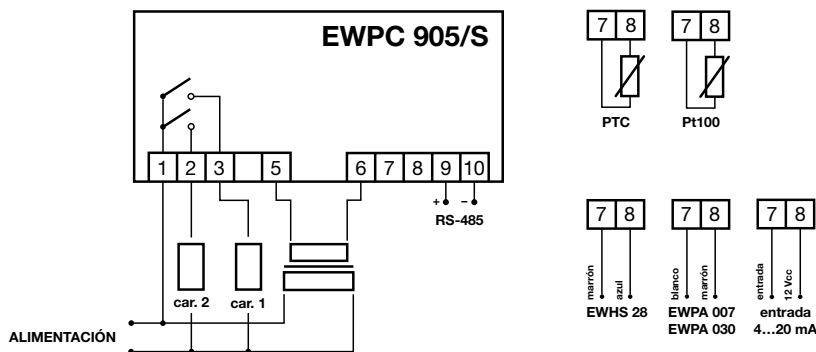 EWPC 905/S
1 2 3 5 6 7 8 9 10
+ −
RS-485
car. 2 car. 1
ALIMENTACIÓN
7 8
PTC
7 8
Pt100
7 8
marrón
azul
EWHS 28
7 8
blanco
marrón
EWPA 007
EWPA 030
7 8
entrada
12 Vcc
entrada
4...20 mA